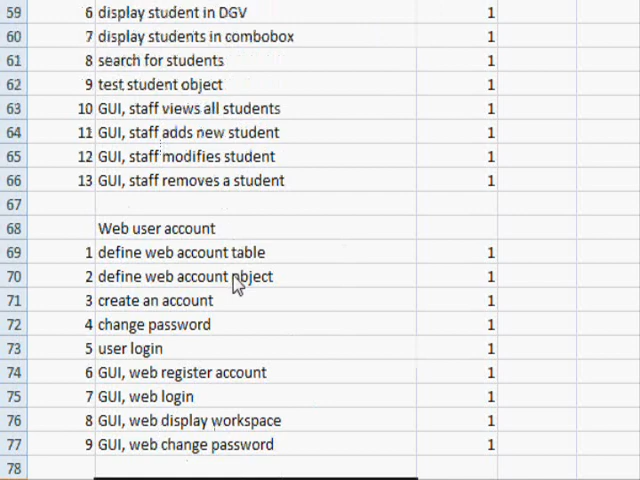 59 6 display student in DGV 1
60 7 display students in combobox 1
61 8 search for students 1
62 9 test student object 1
63 10 GUI, staff views all students 1
64 11 GUI, staff adds new student 1
65 12 GUI, staff modifies student 1
66 13 GUI, staff removes a student 1
67
68 Web user account
69 1 define web account table 1
70 2 define web account object 1
71 3 create an account 1
72 4 change password 1
73 5 user login 1
74 6 GUI, web register account 1
75 7 GUI, web login 1
76 8 GUI, web display workspace 1
77 9 GUI, web change password 1
78